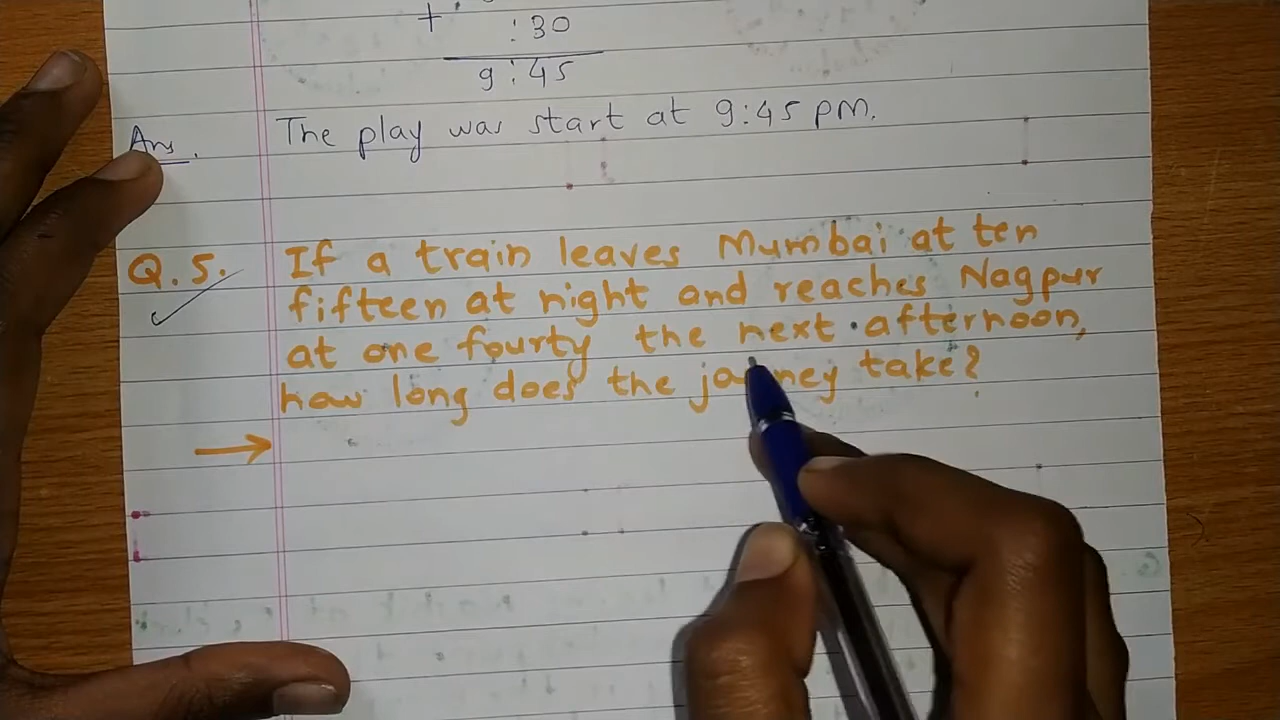 + :30
9:45
Ans. The play was start at 9:45 pm.
Q.5. If a train leaves Mumbai at ten
fifteen at night and reaches Nagpur
at one fourty the next afternoon,
how long does the take?